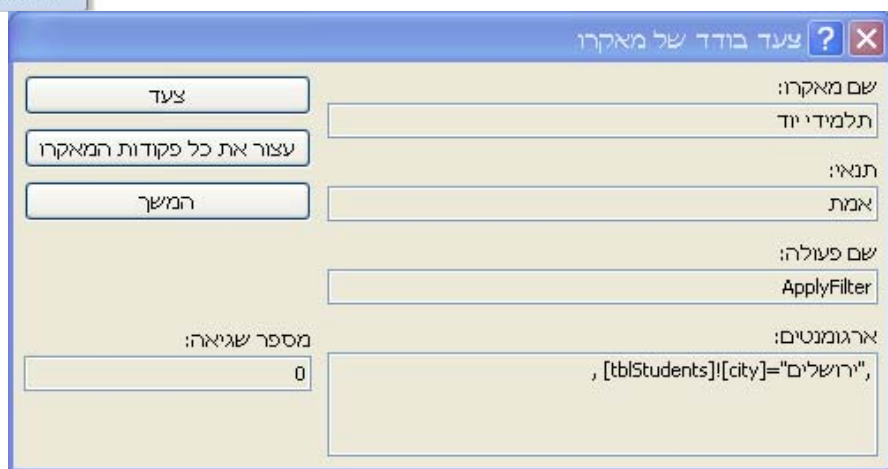 צעד בודד של מאקרו
שם מאקרו:
תלמידי יוד
תנאי:
אמת
שם פעולה:
ApplyFilter
ארגומנטים:
, [tblStudents]![city]="ירושלים",
צעד
עצור את כל פקודות המאקרו
המשך
מספר שגיאה:
0